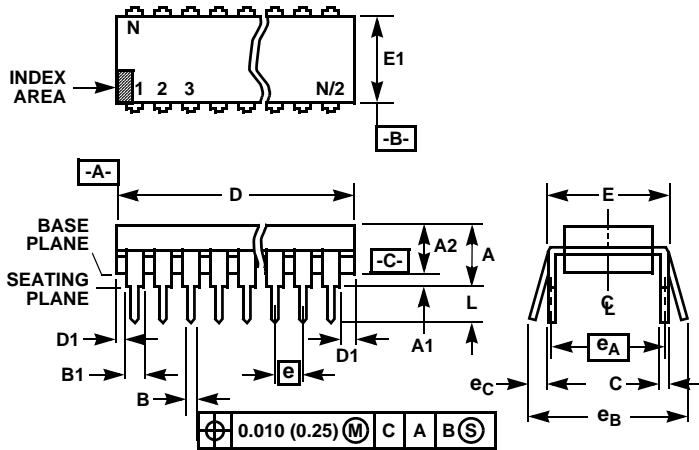 N
E1
INDEX
AREA
1 2 3 N/2
-B-
-A-
D
E
BASE
PLANE
A2
A
-C-
SEATING
PLANE
L
C̲L
D1
A1
D1
eA
B1
e
eC
C
B
eB
0.010 (0.25) Ⓜ C A B Ⓢ